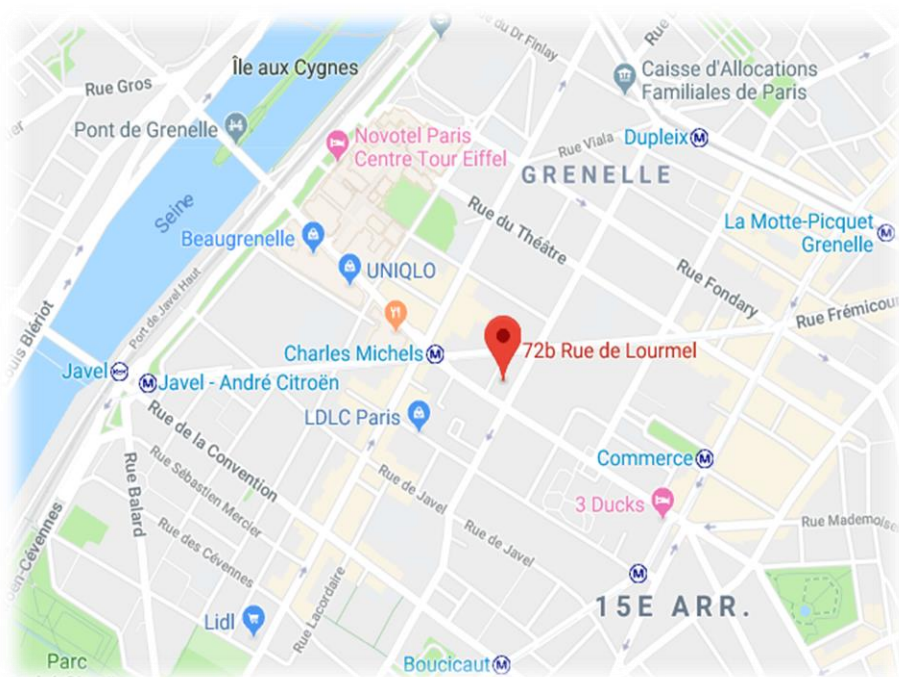 Rue du Dr Finlay
Île aux Cygnes
Rue Gros
Caisse d'Allocations
Familiales de Paris
Pont de Grenelle
Novotel Paris
Centre Tour Eiffel
Rue Viala
Dupleix
GRENELLE
Seine
Rue du Théâtre
La Motte-Picquet
Grenelle
Beaugrenelle
UNIQLO
Rue Fondary
Port de Javel Haut
Rue Frémicou
Louis Blériot
72b Rue de Lourmel
Charles Michels
Javel
Javel - André Citroën
LDLC Paris
Rue de la Convention
Commerce
Rue Balard
Rue Sébastien Mercier
Rue de Javel
3 Ducks
Rue Mademoise
Rue des Cévennes
Rue de Javel
15E ARR.
Rue Lacordaire
Lidl
Boucicaut
Parc